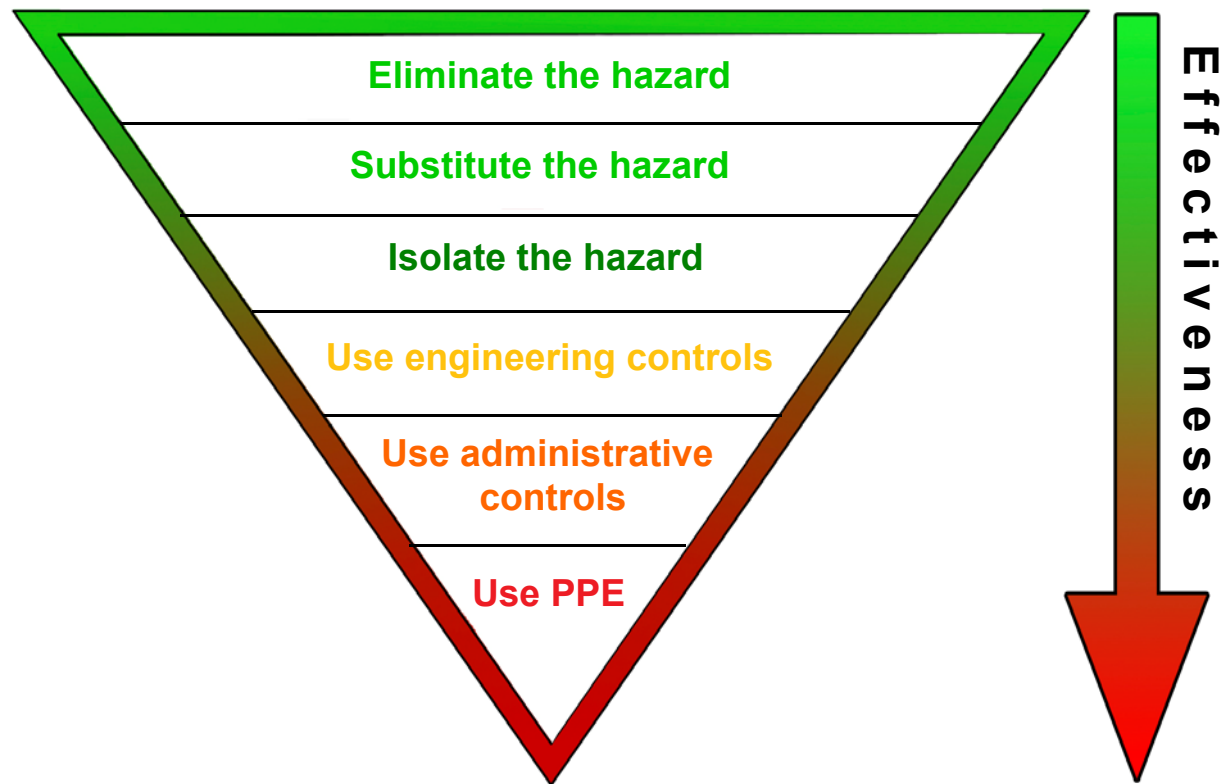 Eliminate the hazard
Substitute the hazard
Isolate the hazard
Use engineering controls
Use administrative
controls
Use PPE
Effectiveness